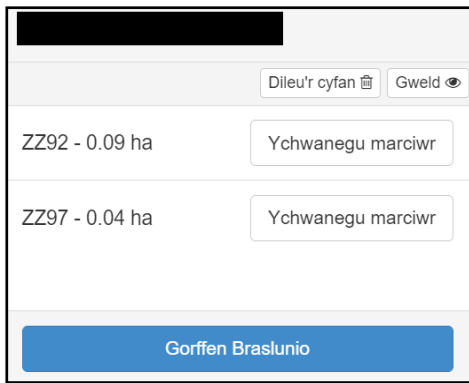 Dileu'r cyfan Gweld
ZZ92 - 0.09 ha Ychwanegu marciwr
ZZ97 - 0.04 ha Ychwanegu marciwr
Gorffen Braslunio